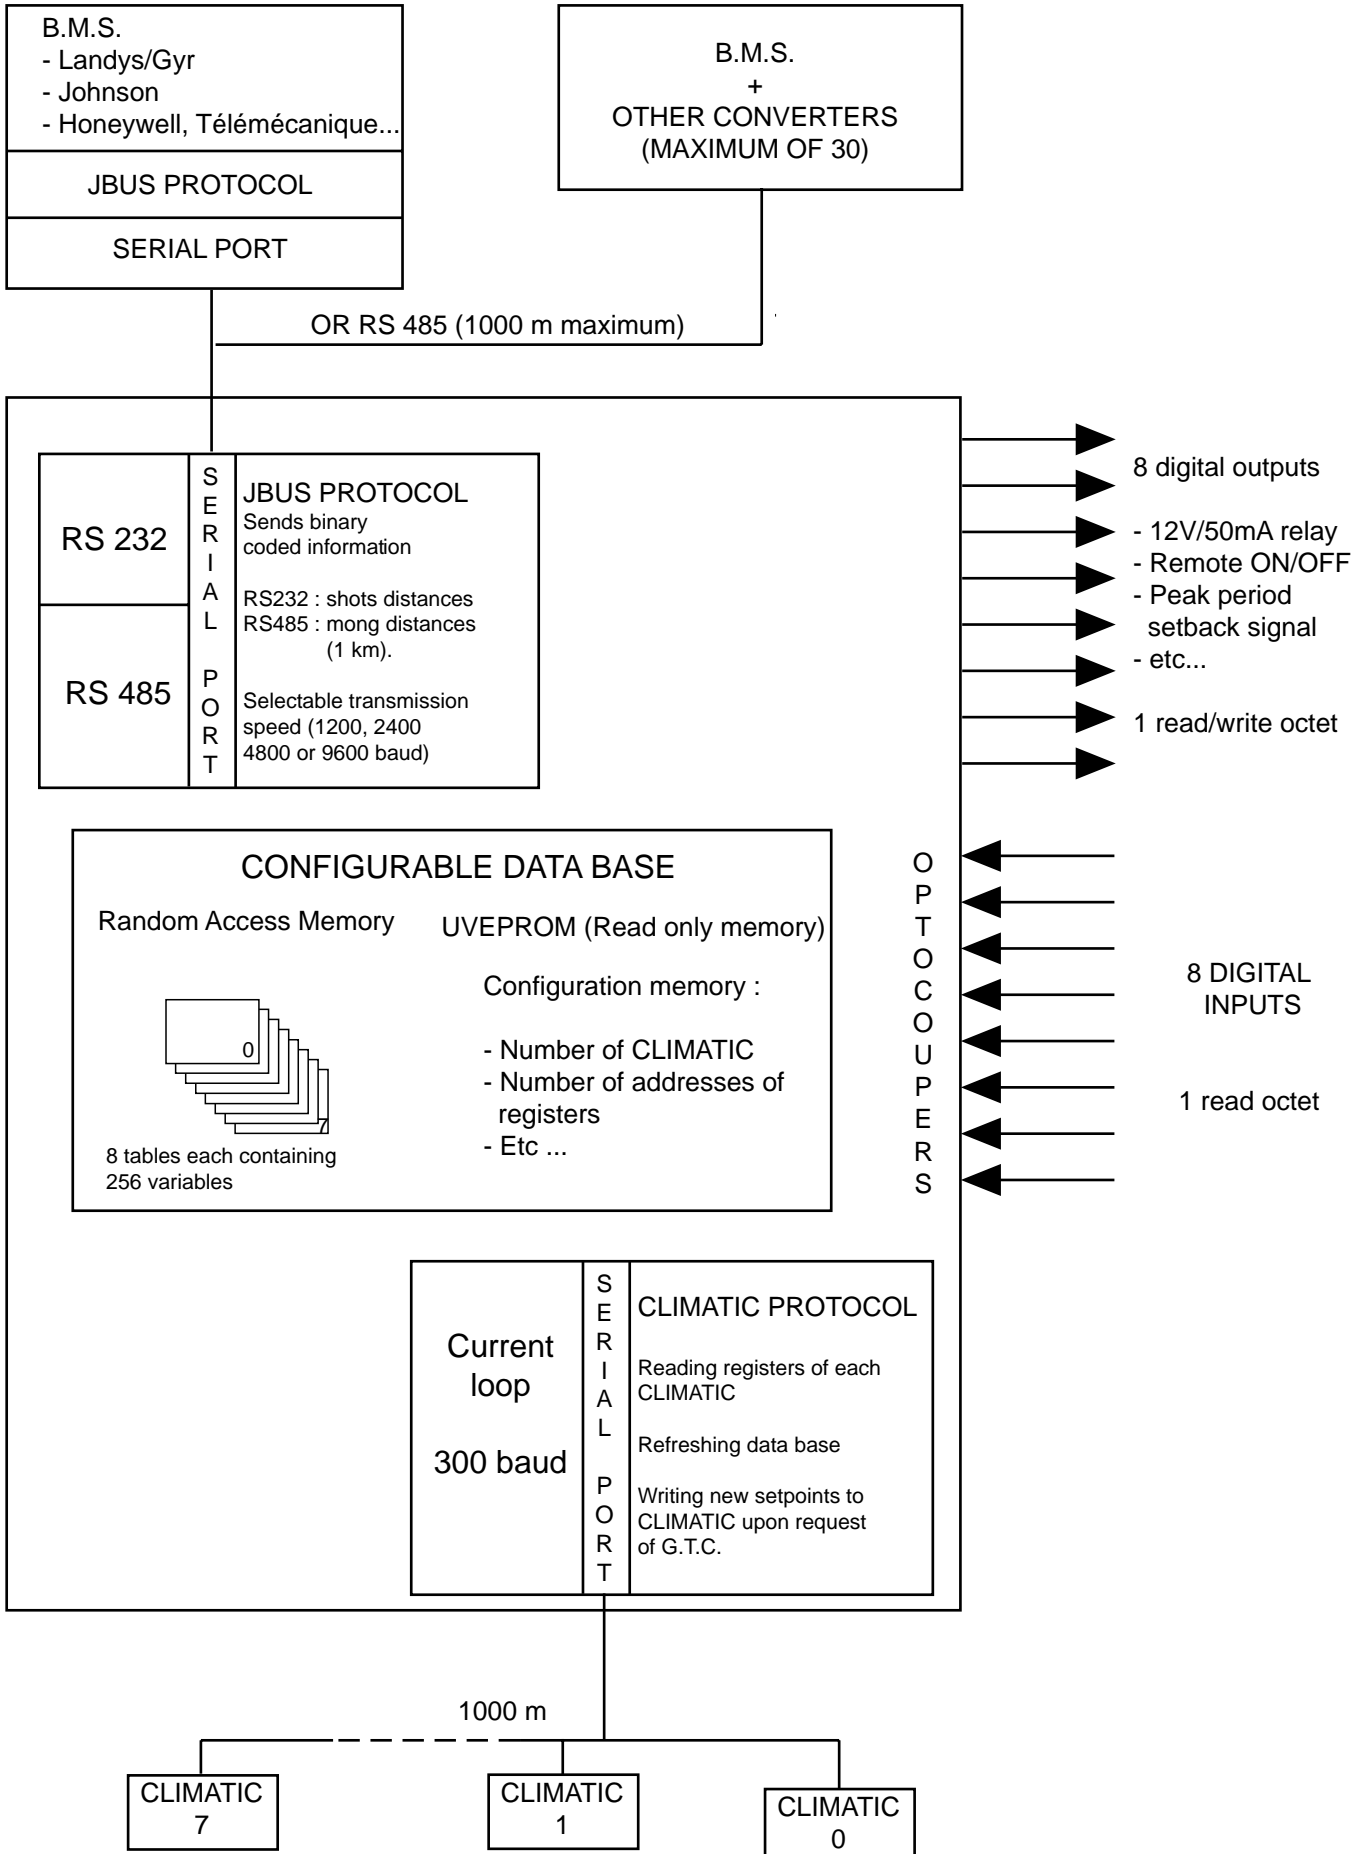 B.M.S.
- Landys/Gyr
- Johnson
- Honeywell, Télémécanique...
JBUS PROTOCOL
SERIAL PORT
B.M.S.
+
OTHER CONVERTERS
(MAXIMUM OF 30)
OR RS 485 (1000 m maximum)
RS 232
RS 485
SERIAL PORT
JBUS PROTOCOL
Sends binary
coded information
RS232 : shots distances
RS485 : mong distances
(1 km).
Selectable transmission
speed (1200, 2400
4800 or 9600 baud)
8 digital outputs
- 12V/50mA relay
- Remote ON/OFF
- Peak period
setback signal
- etc...
1 read/write octet
CONFIGURABLE DATA BASE
Random Access Memory
0
7
8 tables each containing
256 variables
UVEPROM (Read only memory)
Configuration memory :
- Number of CLIMATIC
- Number of addresses of
registers
- Etc ...
OPTOCOUPERS
8 DIGITAL
INPUTS
1 read octet
Current
loop
300 baud
SERIAL PORT
CLIMATIC PROTOCOL
Reading registers of each
CLIMATIC
Refreshing data base
Writing new setpoints to
CLIMATIC upon request
of G.T.C.
1000 m
CLIMATIC
7
CLIMATIC
1
CLIMATIC
0